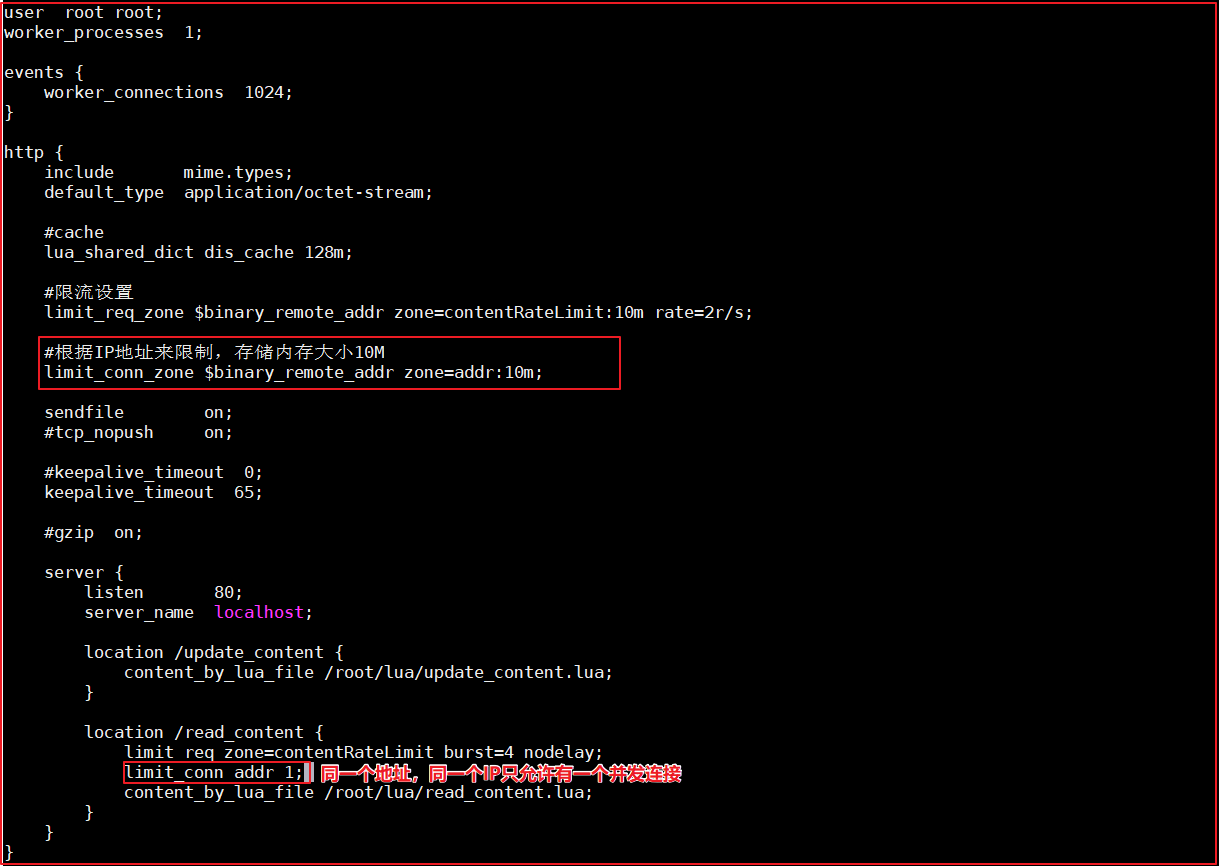 user  root root;
worker_processes  1;

events {
    worker_connections  1024;
}

http {
    include       mime.types;
    default_type  application/octet-stream;

    #cache
    lua_shared_dict dis_cache 128m;

    #限流设置
    limit_req_zone $binary_remote_addr zone=contentRateLimit:10m rate=2r/s;

    #根据IP地址来限制，存储内存大小10M
    limit_conn_zone $binary_remote_addr zone=addr:10m;

    sendfile        on;
    #tcp_nopush     on;

    #keepalive_timeout  0;
    keepalive_timeout  65;

    #gzip  on;

    server {
        listen       80;
        server_name  localhost;

        location /update_content {
            content_by_lua_file /root/lua/update_content.lua;
        }

        location /read_content {
            limit_req zone=contentRateLimit burst=4 nodelay;
            limit_conn addr 1; 同一个地址，同一个IP只允许有一个并发连接
            content_by_lua_file /root/lua/read_content.lua;
        }
    }
}